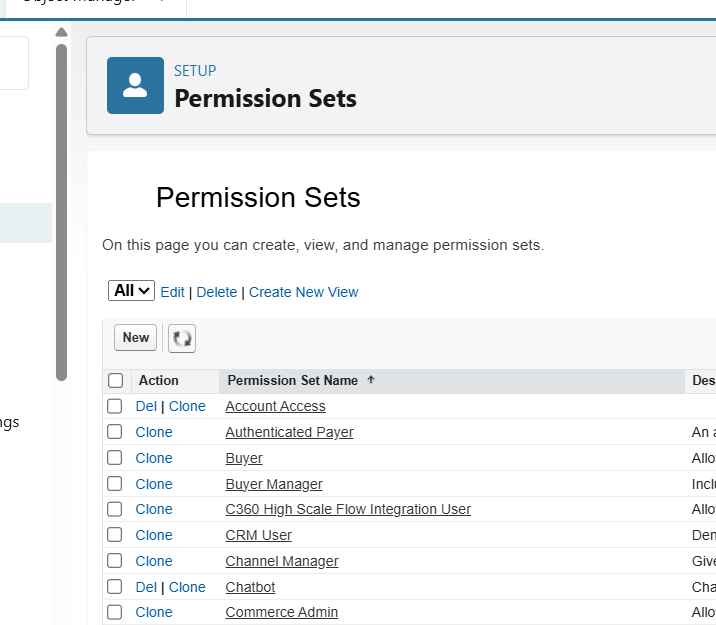 SETUP
Permission Sets
Permission Sets
On this page you can create, view, and manage permission sets.
All Edit | Delete | Create New View
New
Action Permission Set Name ↑ Des
Del | Clone Account Access
Clone Authenticated Payer An a
Clone Buyer Allo
Clone Buyer Manager Inclu
ngs
Clone C360 High Scale Flow Integration User Allo
Clone CRM User Den
Clone Channel Manager Give
Del | Clone Chatbot Cha
Clone Commerce Admin Allo